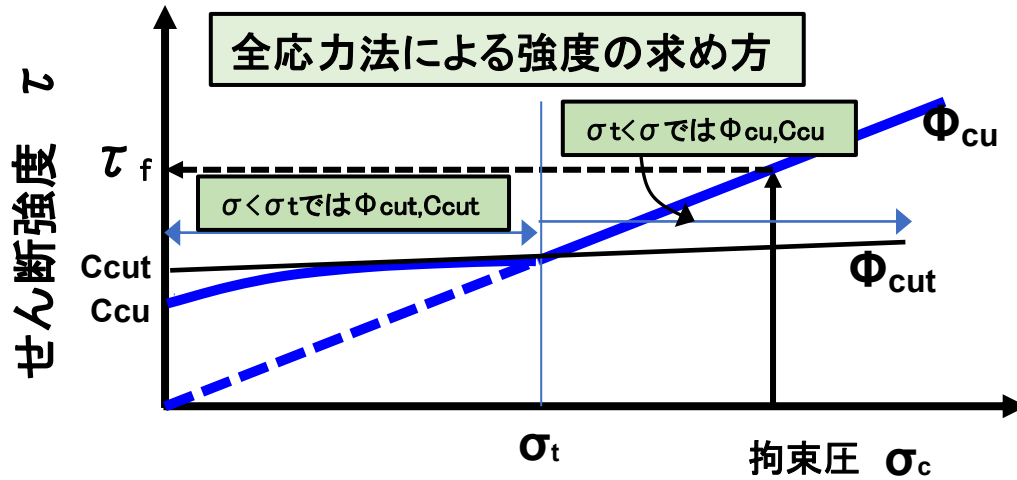 全応力法による強度の求め方
せん断強度 τ
τf
σt<σではΦcu,Ccu
Φcu
σ<σtではΦcut,Ccut
Ccut
Φcut
Ccu
σt
拘束圧 σc